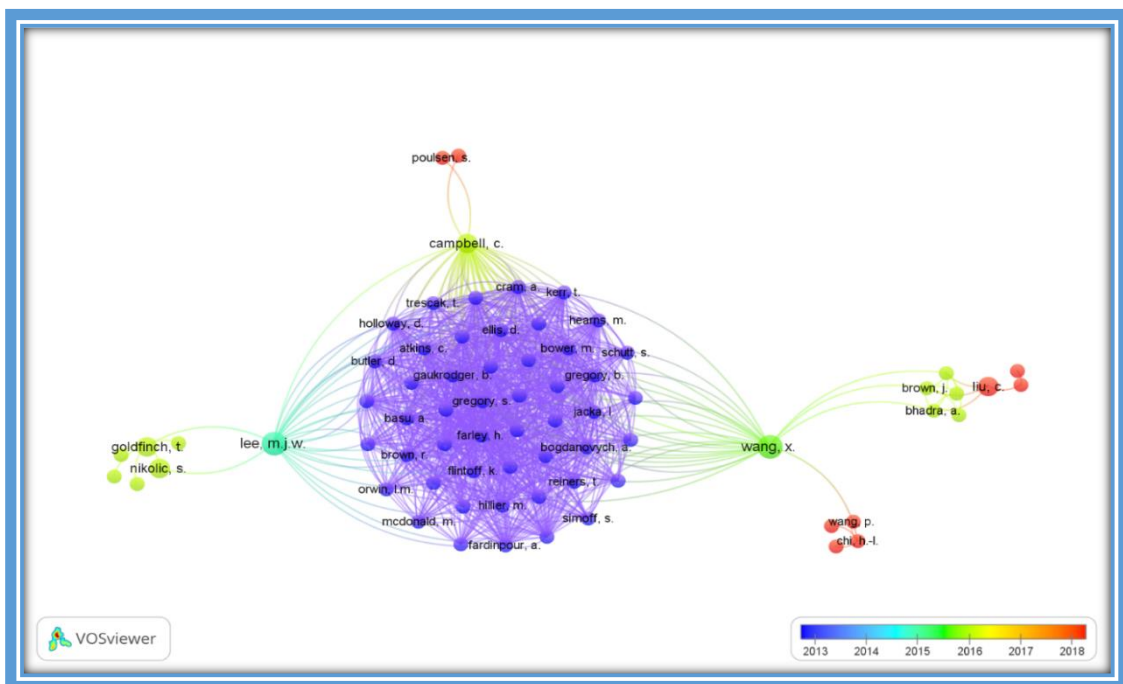 poulsen, s.
campbell, c.
cram, a.
kerr, t.
trescak, t.
holloway, d.
ellis, d.
hearns, m.
atkins, c.
bower, m.
schutt, s.
butler, d.
gaukrodger, b.
gregory, b.
brown, j.
liu, c.
gregory, s.
bhadra, a.
basu, a.
jacka, l.
goldfinch, t.
lee, m.j.w.
farley, h.
bogdanovych, a.
wang, x.
brown, r.
nikolic, s.
flintoff, k.
reiners, t.
orwin, l.m.
hillier, m.
simoff, s.
mcdonald, m.
wang, p.
fardinpour, a.
chi, h.-l.
VOSviewer
2013 2014 2015 2016 2017 2018